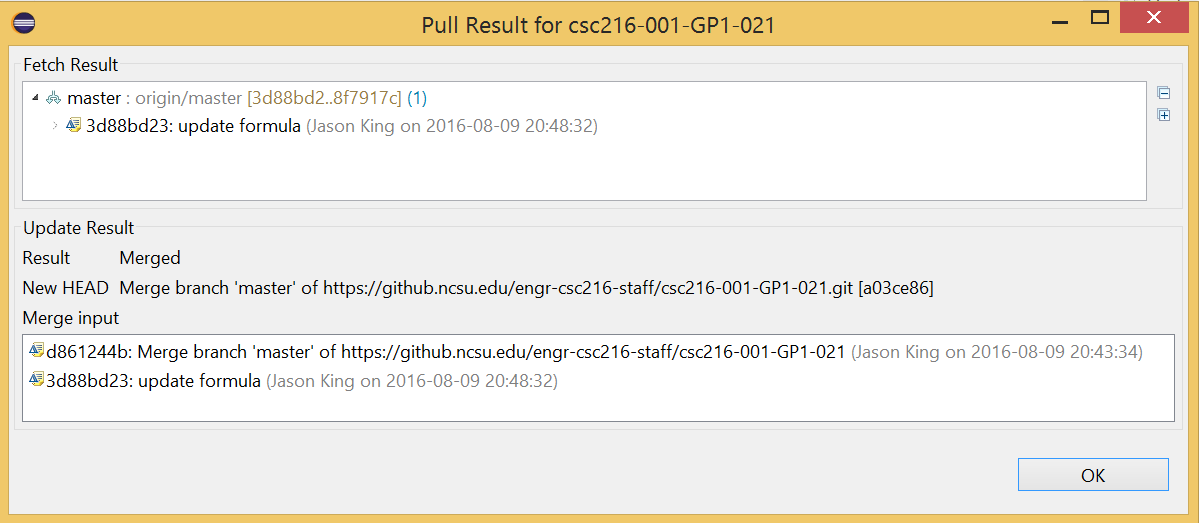 Pull Result for csc216-001-GP1-021
Fetch Result
master : origin/master [3d88bd2..8f7917c] (1)
3d88bd23: update formula (Jason King on 2016-08-09 20:48:32)
Update Result
Result Merged
New HEAD Merge branch 'master' of https://github.ncsu.edu/engr-csc216-staff/csc216-001-GP1-021.git [a03ce86]
Merge input
d861244b: Merge branch 'master' of https://github.ncsu.edu/engr-csc216-staff/csc216-001-GP1-021 (Jason King on 2016-08-09 20:43:34)
3d88bd23: update formula (Jason King on 2016-08-09 20:48:32)
OK